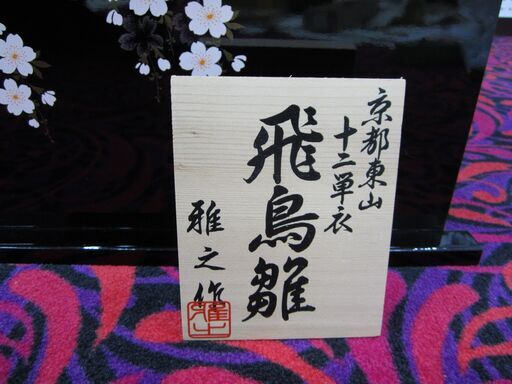 京都東山
十二単衣
飛鳥雛
雅之作